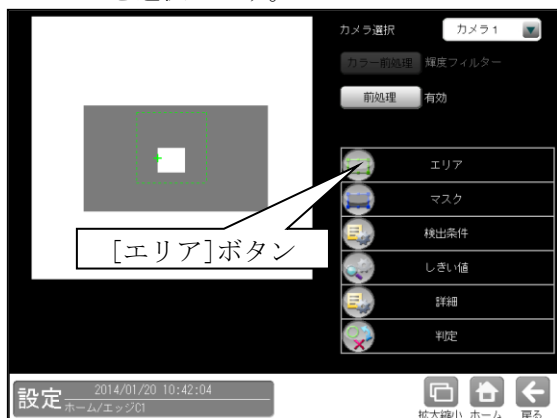 カメラ選択 カメラ1
カラー前処理 輝度フィルター
前処理 有効
エリア
マスク
[エリア]ボタン
検出条件
しきい値
詳細
判定
設定 2014/01/20 10:42:04
ホーム/エッジC1
拡大縮小 ホーム 戻る